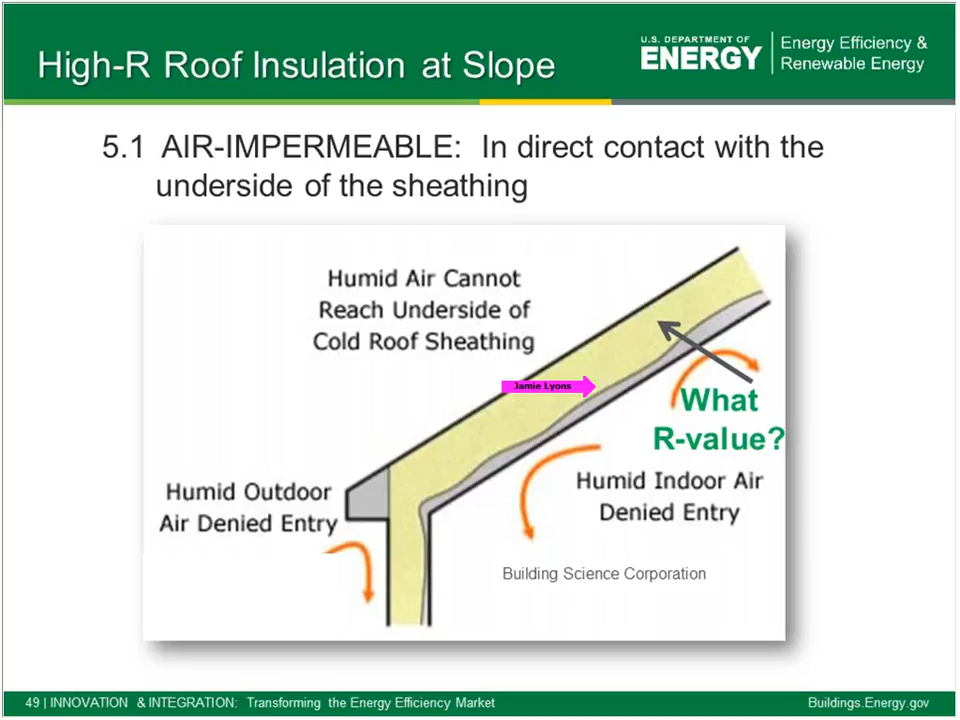 High-R Roof Insulation at Slope
U.S. DEPARTMENT OF
ENERGY
Energy Efficiency &
Renewable Energy
5.1 AIR-IMPERMEABLE: In direct contact with the
underside of the sheathing
Humid Air Cannot
Reach Underside of
Cold Roof Sheathing
Jamie Lyons
What
R-value?
Humid Outdoor
Air Denied Entry
Humid Indoor Air
Denied Entry
Building Science Corporation
49 | INNOVATION & INTEGRATION: Transforming the Energy Efficiency Market
Buildings.Energy.gov